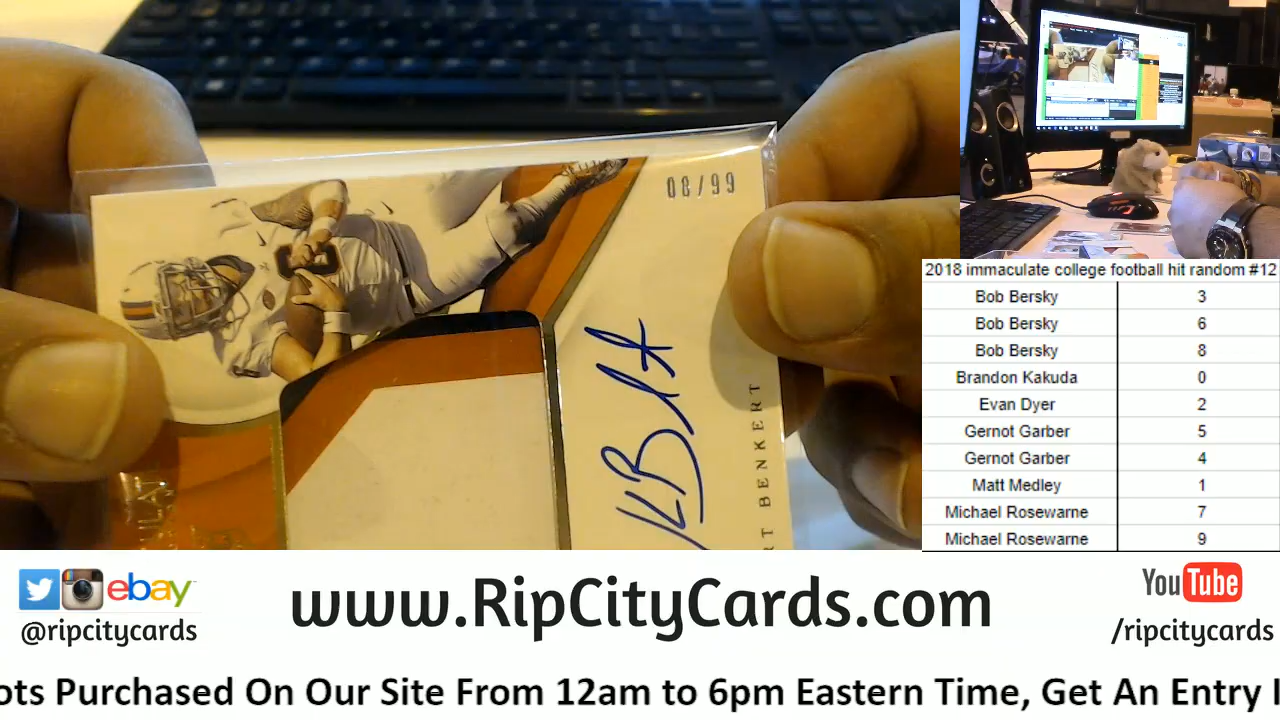 08/99
RT BENKERT
2018 immaculate college football hit random #12
Bob Bersky 3
Bob Bersky 6
Bob Bersky 8
Brandon Kakuda 0
Evan Dyer 2
Gernot Garber 5
Gernot Garber 4
Matt Medley 1
Michael Rosewarne 7
Michael Rosewarne 9
ebay
@ripcitycards
www.RipCityCards.com
YouTube
/ripcitycards
ots Purchased On Our Site From 12am to 6pm Eastern Time, Get An Entry I